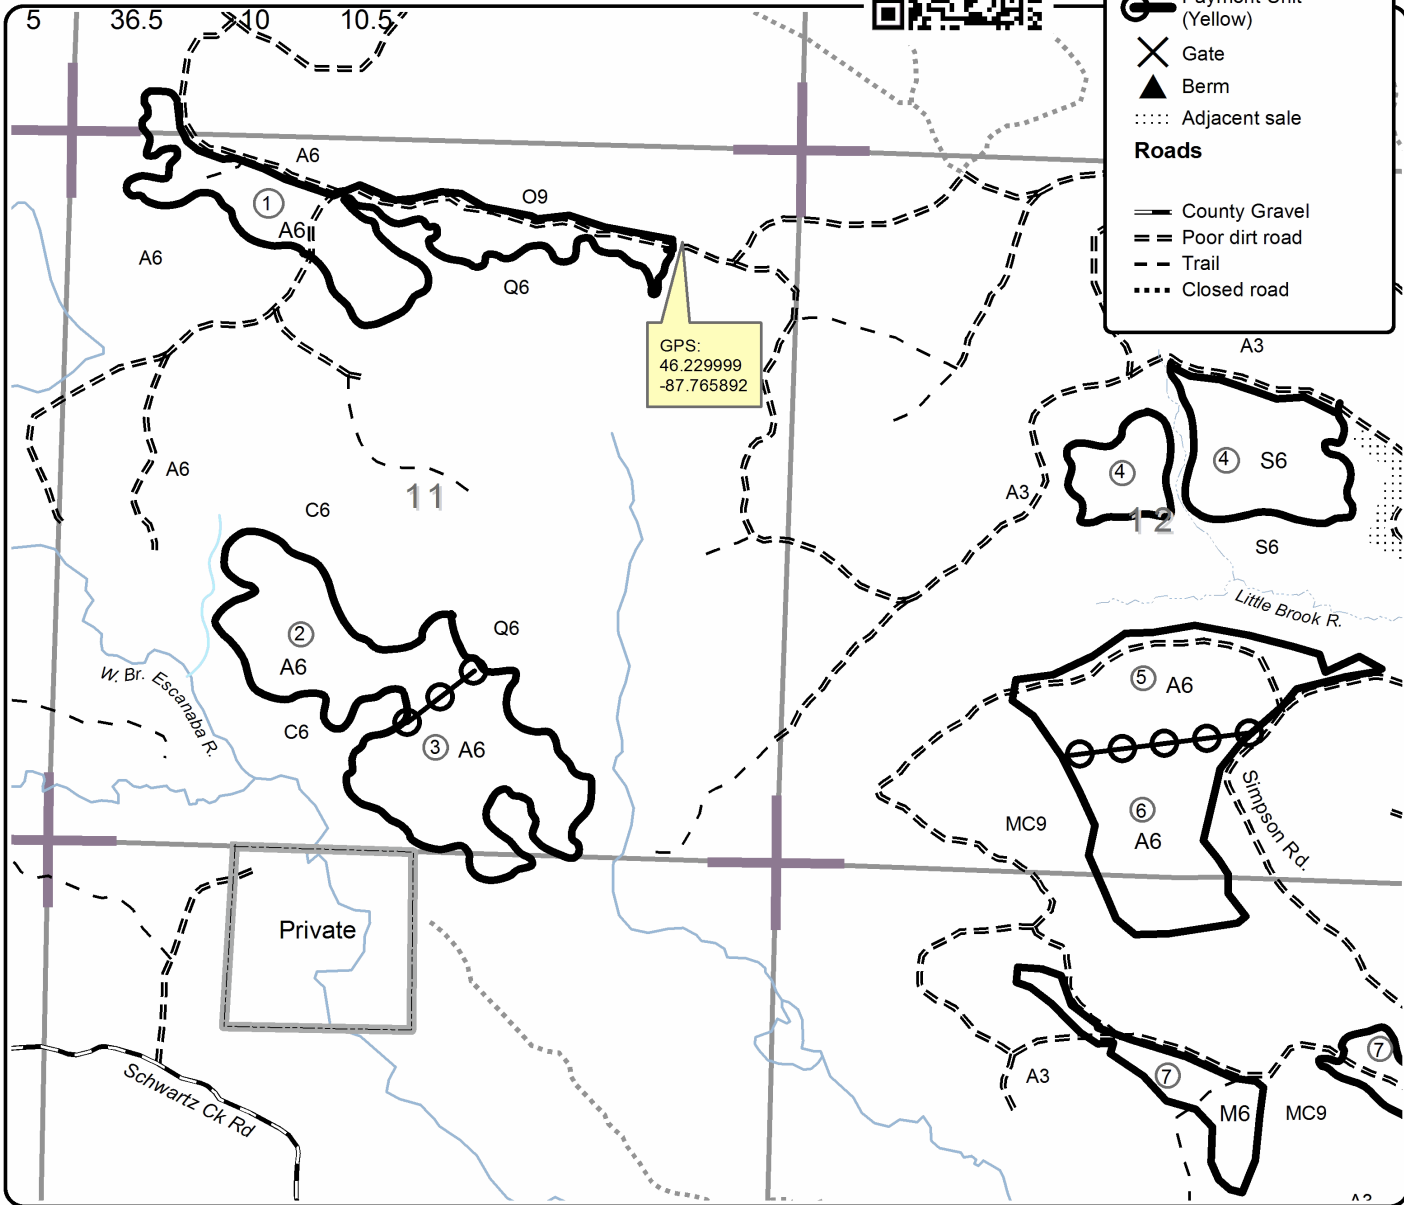 5 36.5 >10 10.5
(Yellow)
Gate
Berm
Adjacent sale
Roads
County Gravel
Poor dirt road
Trail
Closed road
A6
O9
1
A6
A6
Q6
GPS:
46.229999
-87.765892
A3
A6
4
4
S6
A3
11
C6
12
S6
Little Brook R.
2
Q6
A6
W. Br. Escanaba R.
5
A6
C6
3
A6
Simpson Rd.
6
MC9
A6
Private
7
A3
7
Schwartz Ck Rd
M6
MC9